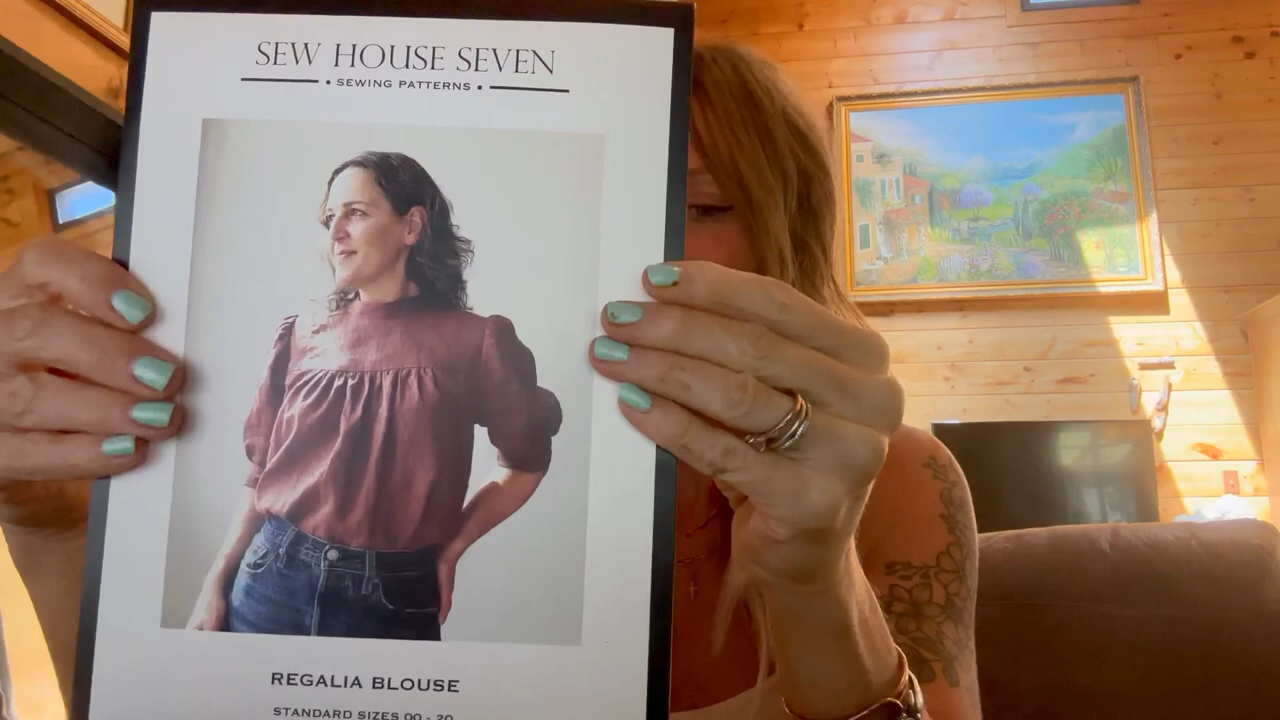 SEW HOUSE SEVEN
• SEWING PATTERNS •
REGALIA BLOUSE
STANDARD SIZES 00 - 20